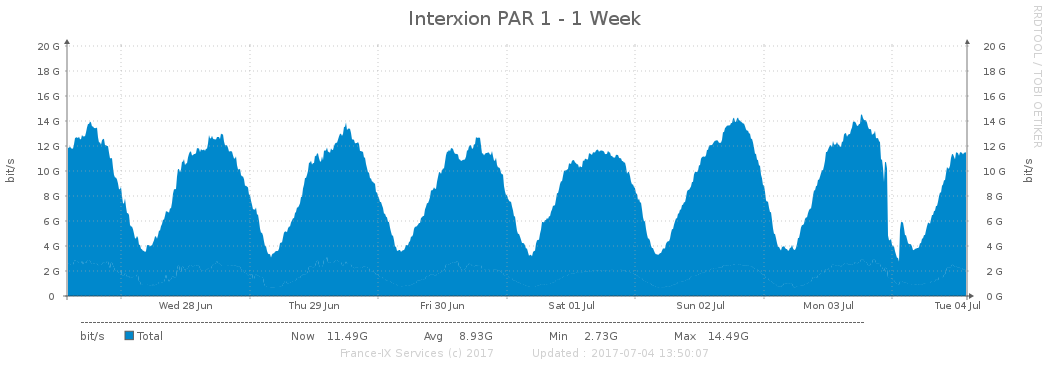 Interxion PAR 1 - 1 Week
RRDTOOL / TOBI OETIKER
20 G 20 G
18 G 18 G
16 G 16 G
14 G 14 G
12 G 12 G
10 G 10 G
8 G 8 G
6 G 6 G
4 G 4 G
2 G 2 G
0 0 G
bit/s
bit/s
Wed 28 Jun Thu 29 Jun Fri 30 Jun Sat 01 Jul Sun 02 Jul Mon 03 Jul Tue 04 Jul
bit/s Total Now 11.49G Avg 8.93G Min 2.73G Max 14.49G
France-IX Services (c) 2017 Updated : 2017-07-04 13:50:07